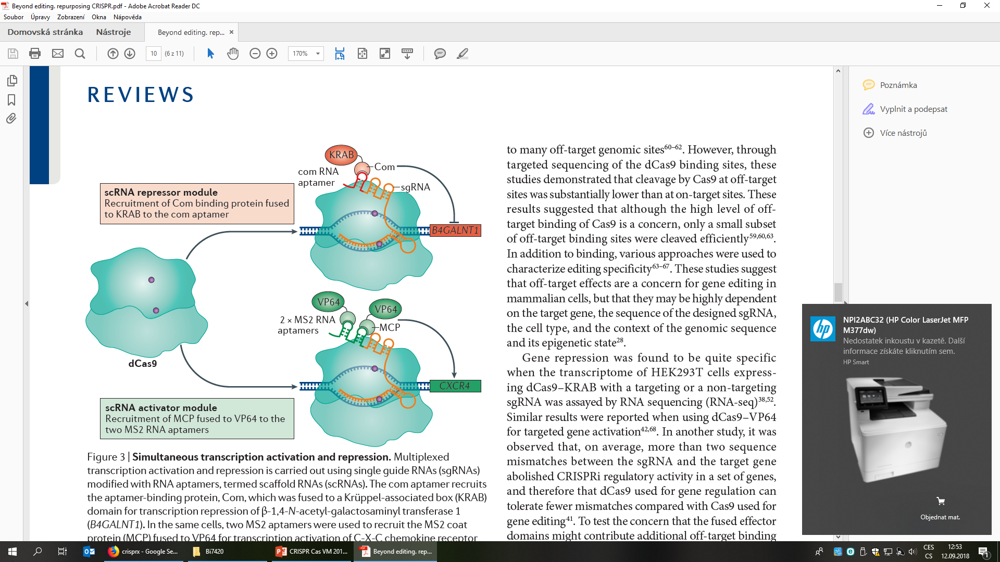 Beyond editing. repurposing CRISPR.pdf - Adobe Acrobat Reader DC
Soubor Úpravy Zobrazení Okna Nápověda
Domovská stránka Nástroje Beyond editing. rep... ×
10 (6 z 11) 170%
REVIEWS
KRAB
com RNA
aptamer
Com
sgRNA
scRNA repressor module
Recruitment of Com binding protein fused
to KRAB to the com aptamer
B4GALNT1
dCas9
VP64
VP64
2 × MS2 RNA
aptamers
MCP
CXCR4
scRNA activator module
Recruitment of MCP fused to VP64 to the
two MS2 RNA aptamers
Figure 3 | Simultaneous transcription activation and repression. Multiplexed
transcription activation and repression is carried out using single guide RNAs (sgRNAs)
modified with RNA aptamers, termed scaffold RNAs (scRNAs). The com aptamer recruits
the aptamer-binding protein, Com, which was fused to a Krüppel-associated box (KRAB)
domain for transcription repression of β-1,4-N-acetyl-galactosaminyl transferase 1
(B4GALNT1). In the same cells, two MS2 aptamers were used to recruit the MS2 coat
protein (MCP) fused to VP64 for transcription activation of C-X-C chemokine receptor
to many off-target genomic sites60–62. However, through
targeted sequencing of the dCas9 binding sites, these
studies demonstrated that cleavage by Cas9 at off-target
sites was substantially lower than at on-target sites. These
results suggested that although the high level of off-
target binding of Cas9 is a concern, only a small subset
of off-target binding sites were cleaved efficiently59,60,63.
In addition to binding, various approaches were used to
characterize editing specificity63–67. These studies suggest
that off-target effects are a concern for gene editing in
mammalian cells, but that they may be highly dependent
on the target gene, the sequence of the designed sgRNA,
the cell type, and the context of the genomic sequence
and its epigenetic state28.
Gene repression was found to be quite specific
when the transcriptome of HEK293T cells express-
ing dCas9–KRAB with a targeting or a non-targeting
sgRNA was assayed by RNA sequencing (RNA-seq)38,52.
Similar results were reported when using dCas9–VP64
for targeted gene activation42,68. In another study, it was
observed that, on average, more than two sequence
mismatches between the sgRNA and the target gene
abolished CRISPRi regulatory activity in a set of genes,
and therefore that dCas9 used for gene regulation can
tolerate fewer mismatches compared with Cas9 used for
gene editing41. To test the concern that the fused effector
domains might contribute additional off-target binding
Poznámka
Vyplnit a podepsat
Více nástrojů
hp
NPI2ABC32 (HP Color LaserJet MFP
M377dw)
Nedostatek inkoustu v kazetě. Další
informace získáte kliknutím sem.
HP Smart
Objednat mat.
crisprx - Google Se...
Bi7420
CRISPR Cas VM 201...
Beyond editing. rep...
CES
CS
12:53
12.09.2018
1